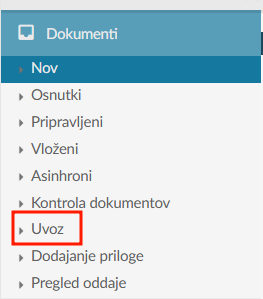 Dokumenti
Nov
Osnutki
Pripravljeni
Vloženi
Asinhroni
Kontrola dokumentov
Uvoz
Dodajanje priloge
Pregled oddaje